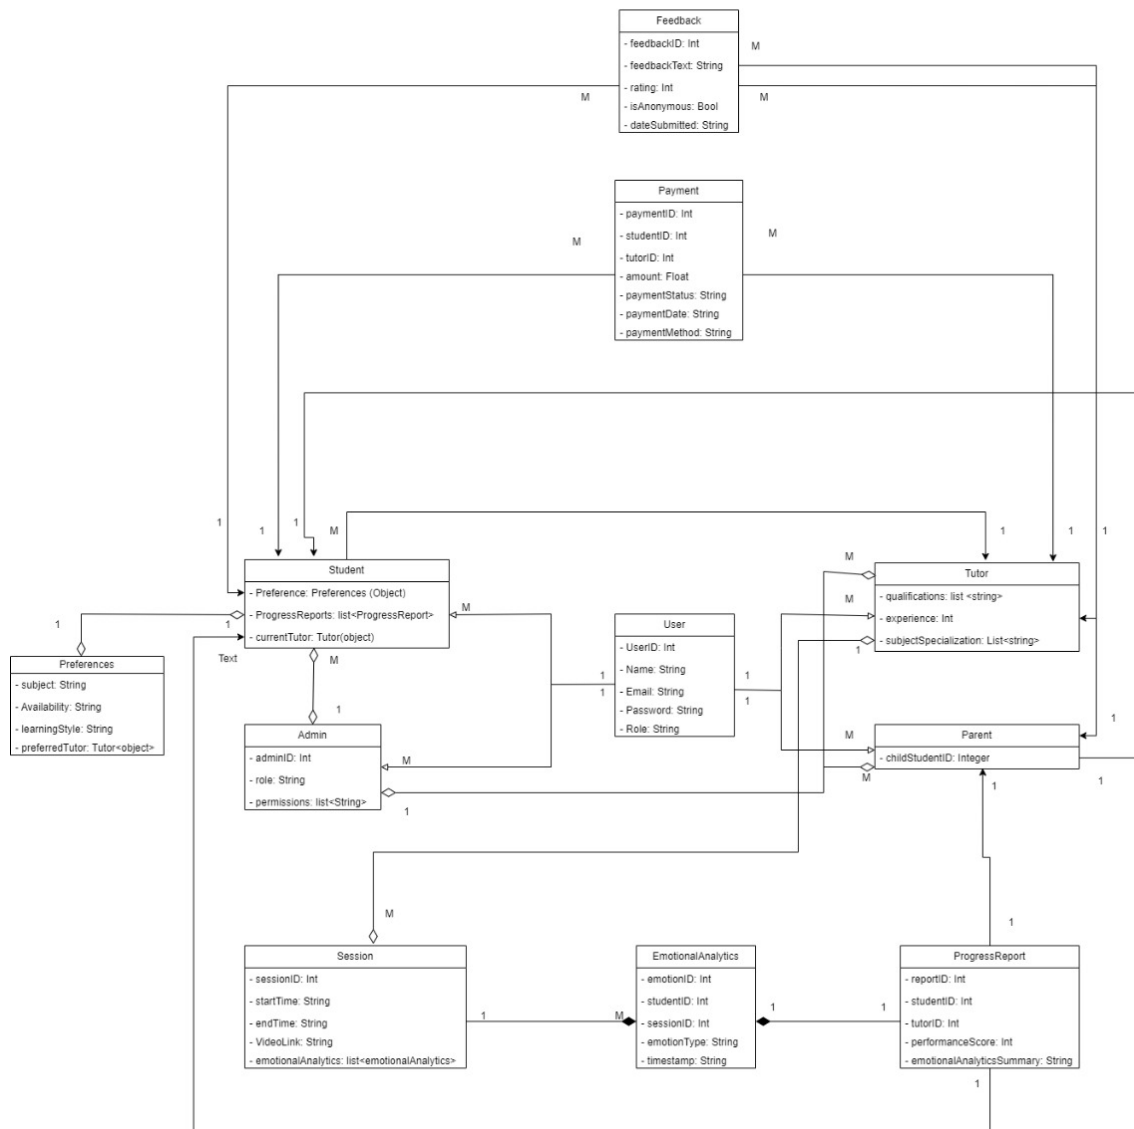 Feedback
- feedbackID: Int
- feedbackText: String
- rating: Int
- isAnonymous: Bool
- dateSubmitted: String
M
M
M
Payment
- paymentID: Int
- studentID: Int
- tutorID: Int
- amount: Float
- paymentStatus: String
- paymentDate: String
- paymentMethod: String
M
M
1
1
1
M
1
1
1
Student
- Preference: Preferences (Object)
- ProgressReports: list<ProgressReport>
- currentTutor: Tutor(object)
1
1
Text
M
M
Preferences
- subject: String
- Availability: String
- learningStyle: String
- preferredTutor: Tutor<object>
User
- UserID: Int
- Name: String
- Email: String
- Password: String
- Role: String
1
1
1
1
Tutor
- qualifications: list <string>
- experience: Int
- subjectSpecialization: List<string>
M
M
1
Admin
- adminID: Int
- role: String
- permissions: list<String>
1
M
1
Parent
- childStudentID: Integer
M
M
1
1
1
1
Session
- sessionID: Int
- startTime: String
- endTime: String
- VideoLink: String
- emotionalAnalytics: list<emotionalAnalytics>
M
1
M
EmotionalAnalytics
- emotionID: Int
- studentID: Int
- sessionID: Int
- emotionType: String
- timestamp: String
1
1
ProgressReport
- reportID: Int
- studentID: Int
- tutorID: Int
- performanceScore: Int
- emotionalAnalyticsSummary: String
1